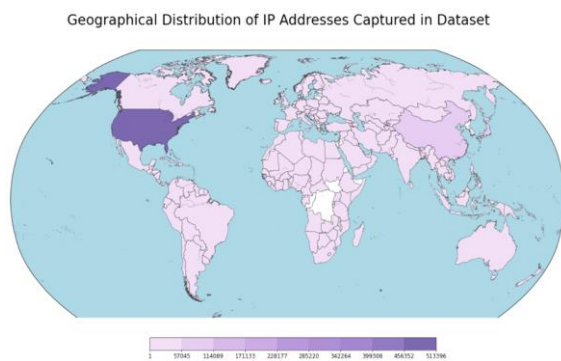 Geographical Distribution of IP Addresses Captured in Dataset
1 57045 114089 171133 228177 285220 342264 399308 456352 513396